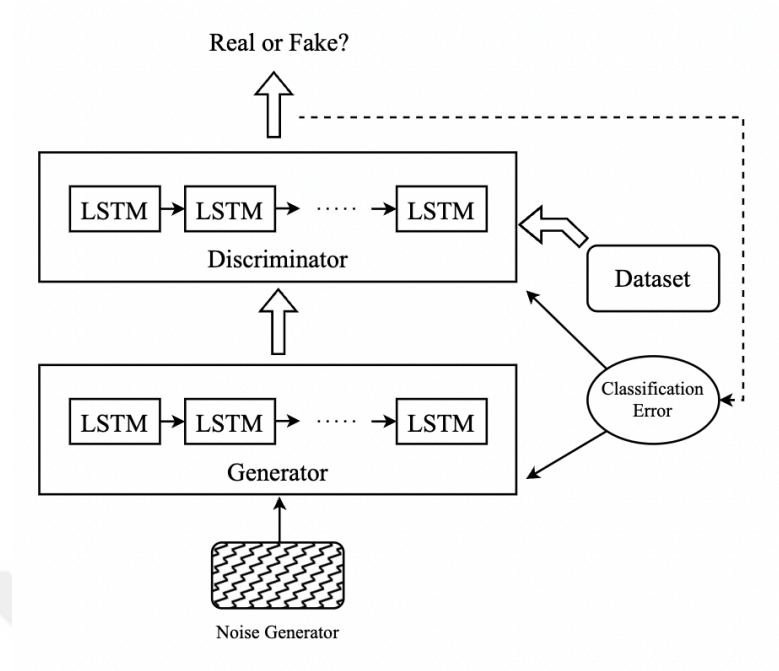 Real or Fake?
LSTM LSTM ····· LSTM
Discriminator
Dataset
Classification
Error
LSTM LSTM ····· LSTM
Generator
Noise Generator